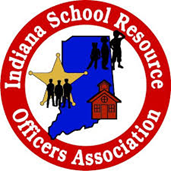 Indiana School Resource
Officers Association